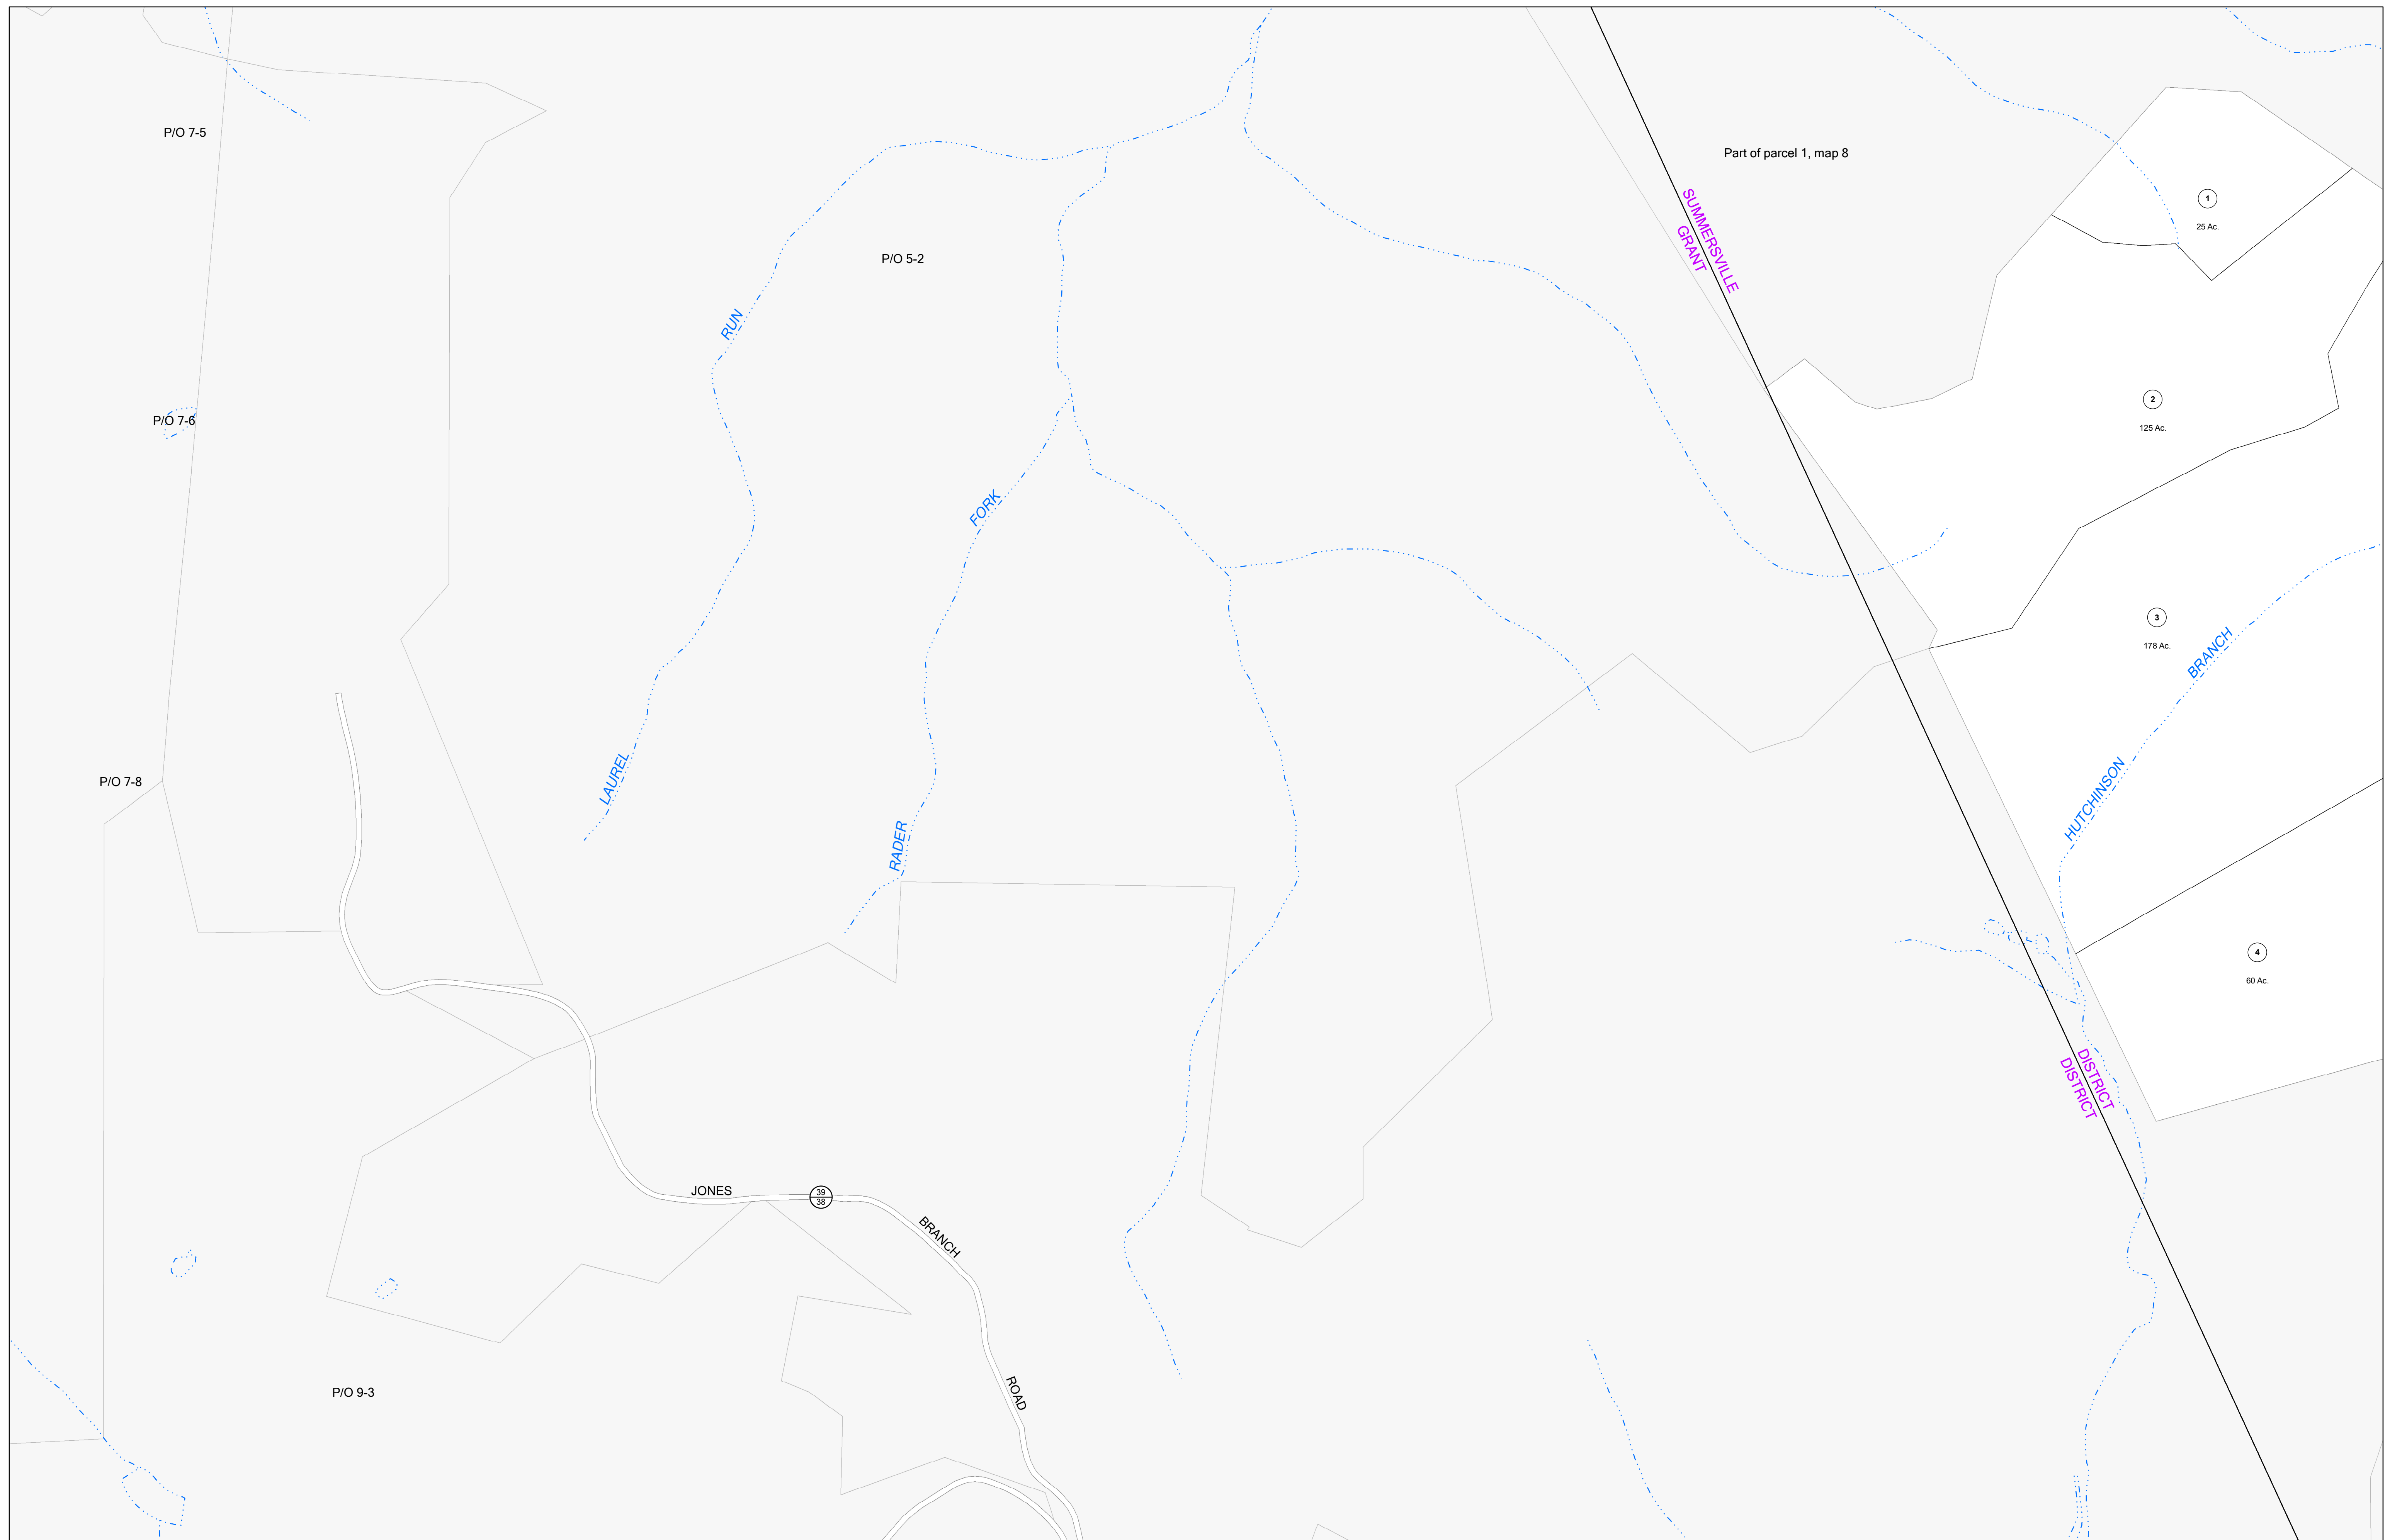 P/O 7-5
Part of parcel 1, map 8
1
25 Ac.
SUMMERSVILLE
GRANT
P/O 5-2
RUN
P/O 7-6
2
125 Ac.
FORK
3
178 Ac.
BRANCH
P/O 7-8
LAUREL
HUTCHINSON
RADER
4
60 Ac.
DISTRICT
DISTRICT
JONES
39
38
BRANCH
P/O 9-3
ROAD